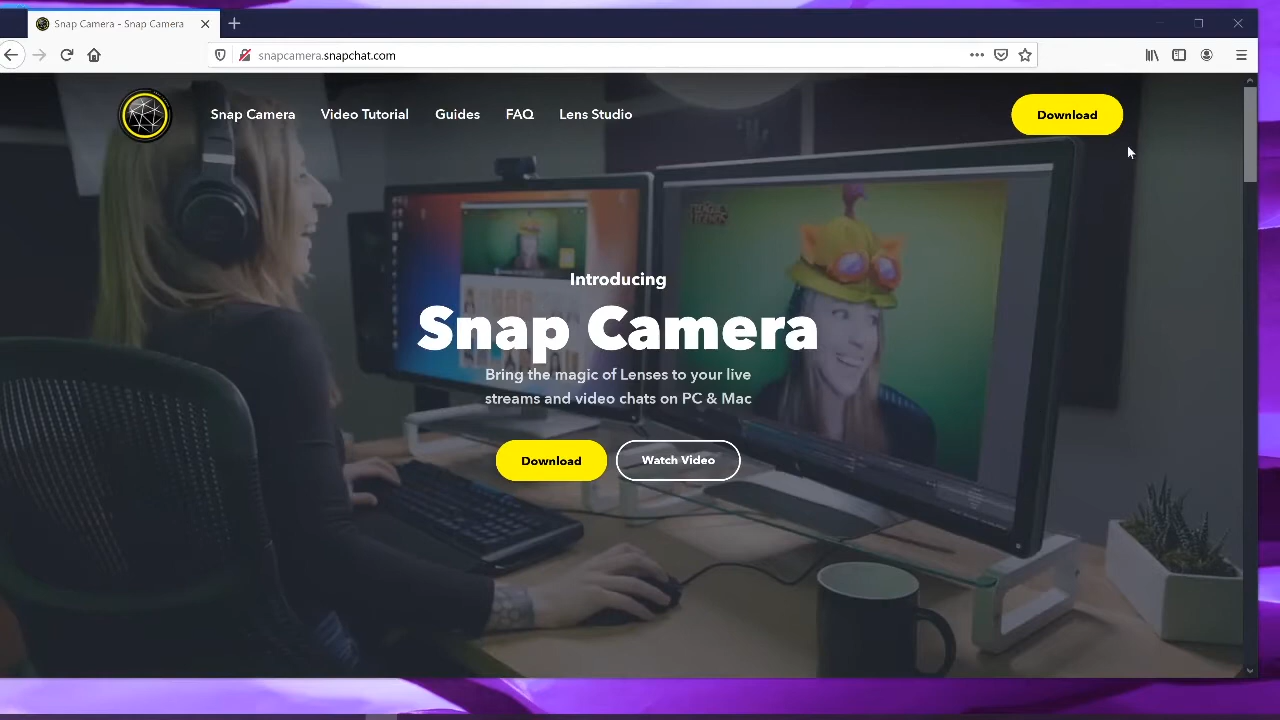 Snap Camera - Snap Camera
snapcamera.snapchat.com
Snap Camera Video Tutorial Guides FAQ Lens Studio Download
Introducing
Snap Camera
Bring the magic of Lenses to your live
streams and video chats on PC & Mac
Download Watch Video